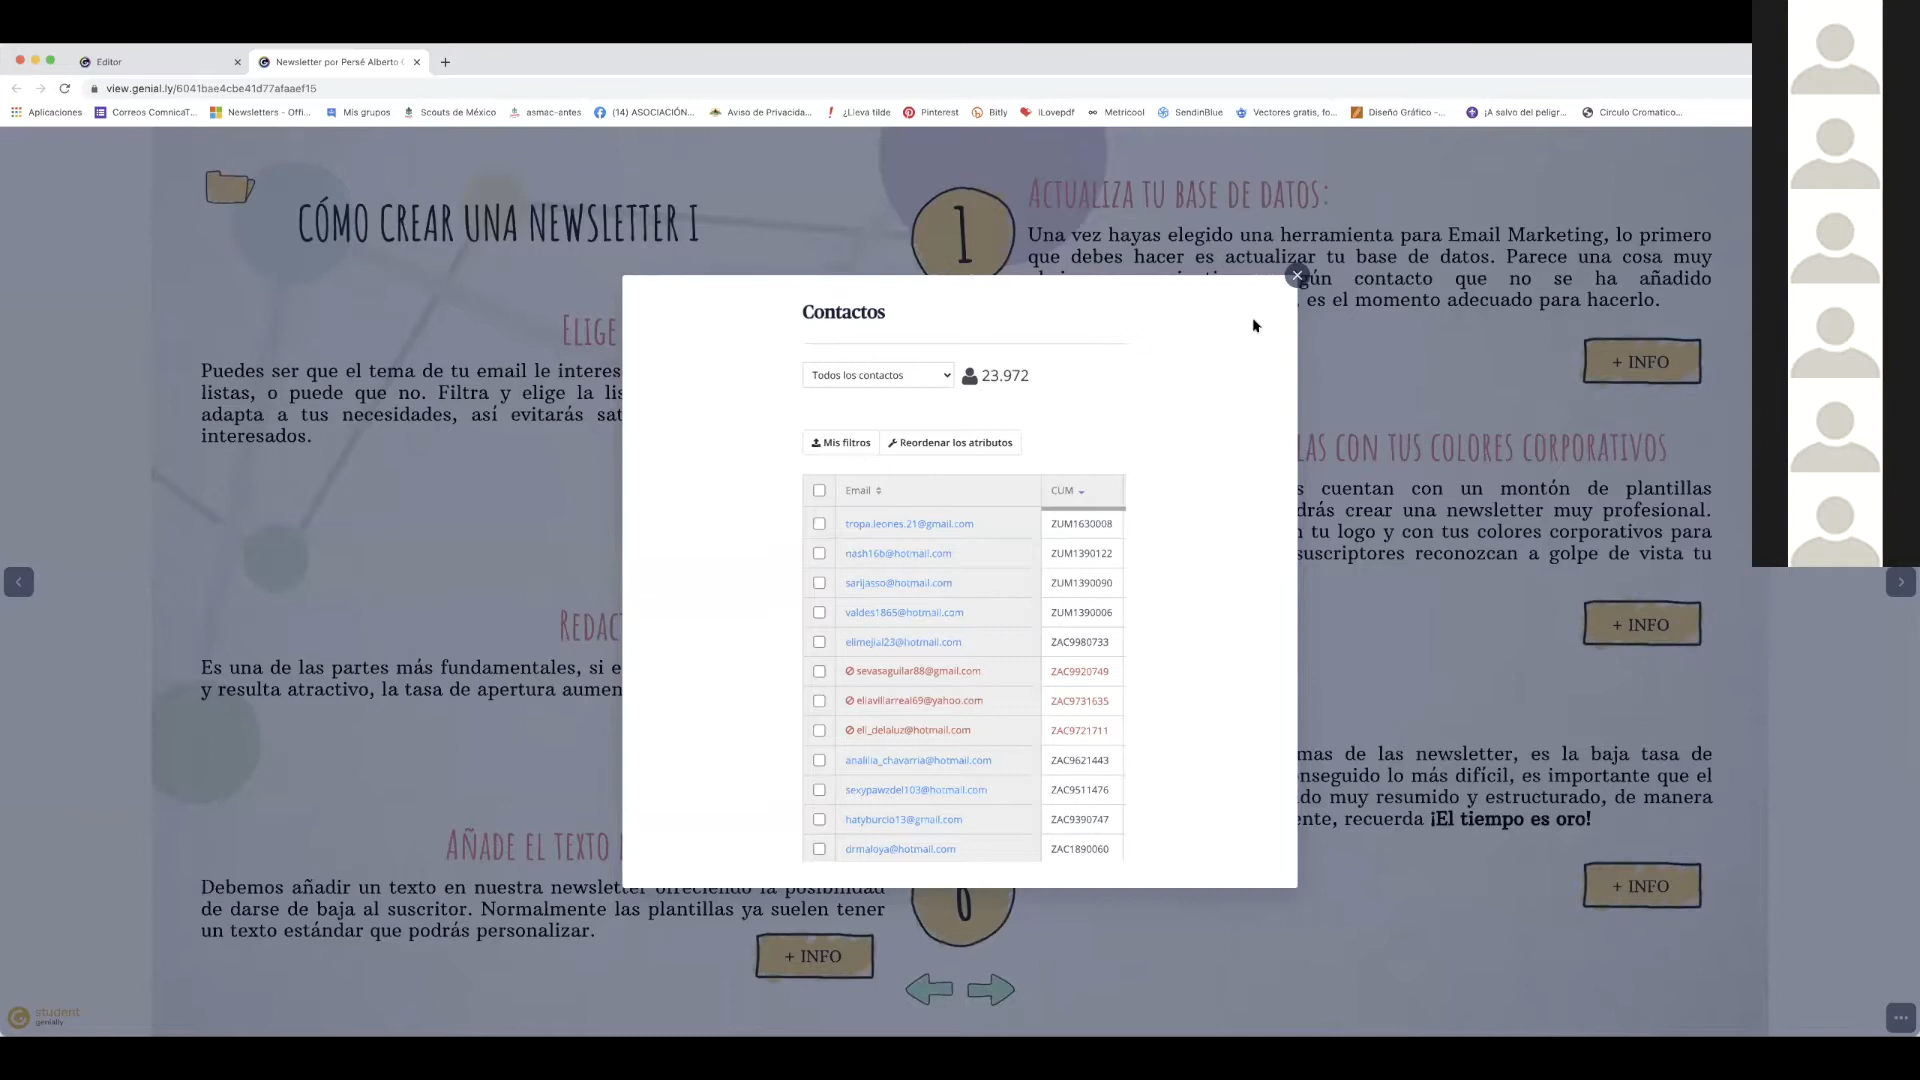 Editor
Newsletter por Persé Alberto
view.genial.ly/6041bae4cbe41d77afaaef15
Aplicaciones
Correos ComnicaT...
Newsletters - Offi...
Mis grupos
Scouts de México
asmac-antes
(14) ASOCIACIÓN...
Aviso de Privacida...
¿Lleva tilde
Pinterest
Bitly
iLovepdf
Metricool
SendinBlue
Vectores gratis, fo...
Diseño Gráfico -...
¡A salvo del peligr...
Circulo Cromatico...
CÓMO CREAR UNA NEWSLETTER I
ELIGE
Puedes ser que el tema de tu email le interes
listas, o puede que no. Filtra y elige la lis
adapta a tus necesidades, así evitarás sat
interesados.
REDAC
Es una de las partes más fundamentales, si e
y resulta atractivo, la tasa de apertura aumen
AÑADE EL TEXTO
Debemos añadir un texto en nuestra newsletter ofreciendo la posibilidad
de darse de baja al suscritor. Normalmente las plantillas ya suelen tener
un texto estándar que podrás personalizar.
+ INFO
1
ACTUALIZA TU BASE DE DATOS:
Una vez hayas elegido una herramienta para Email Marketing, lo primero
que debes hacer es actualizar tu base de datos. Parece una cosa muy
gún contacto que no se ha añadido
, es el momento adecuado para hacerlo.
+ INFO
LAS CON TUS COLORES CORPORATIVOS
s cuentan con un montón de plantillas
drás crear una newsletter muy profesional.
n tu logo y con tus colores corporativos para
suscriptores reconozcan a golpe de vista tu
+ INFO
mas de las newsletter, es la baja tasa de
nseguido lo más difícil, es importante que el
do muy resumido y estructurado, de manera
ente, recuerda ¡El tiempo es oro!
+ INFO
6
Contactos
Todos los contactos
23.972
Mis filtros
Reordenar los atributos
Email CUM
tropa.leones.21@gmail.com ZUM1630008
nash16b@hotmail.com ZUM1390122
sarijasso@hotmail.com ZUM1390090
valdes1865@hotmail.com ZUM1390006
elimejial23@hotmail.com ZAC9980733
sevasaguilar88@gmail.com ZAC9920749
eliavillarreal69@yahoo.com ZAC9731635
eli_delaluz@hotmail.com ZAC9721711
analilia_chavarria@hotmail.com ZAC9621443
sexypawzdel103@hotmail.com ZAC9511476
hatyburcio13@gmail.com ZAC9390747
drmaloya@hotmail.com ZAC1890060
student
genially